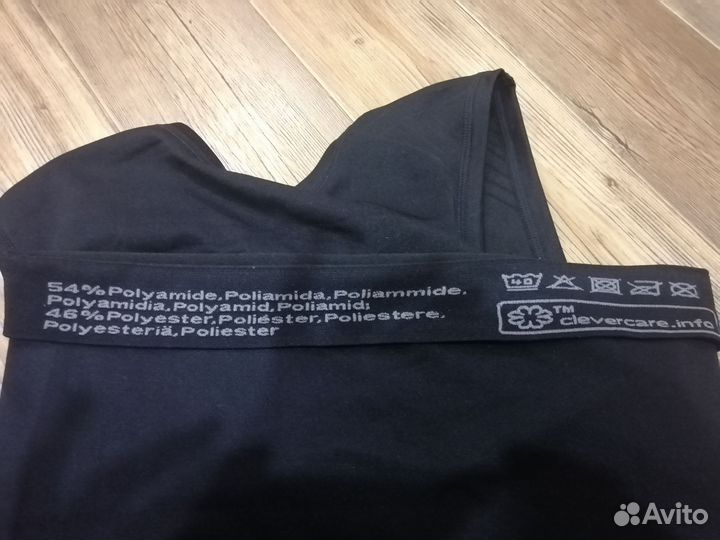 54%Polyamide, Poliamida, Poliammide,
Polyamidia, Polyamid, Poliamid;
46%Polyester, Poliéster, Poliestere,
Polyesteriä, Poliester
40
TM
clevercare.info
Avito